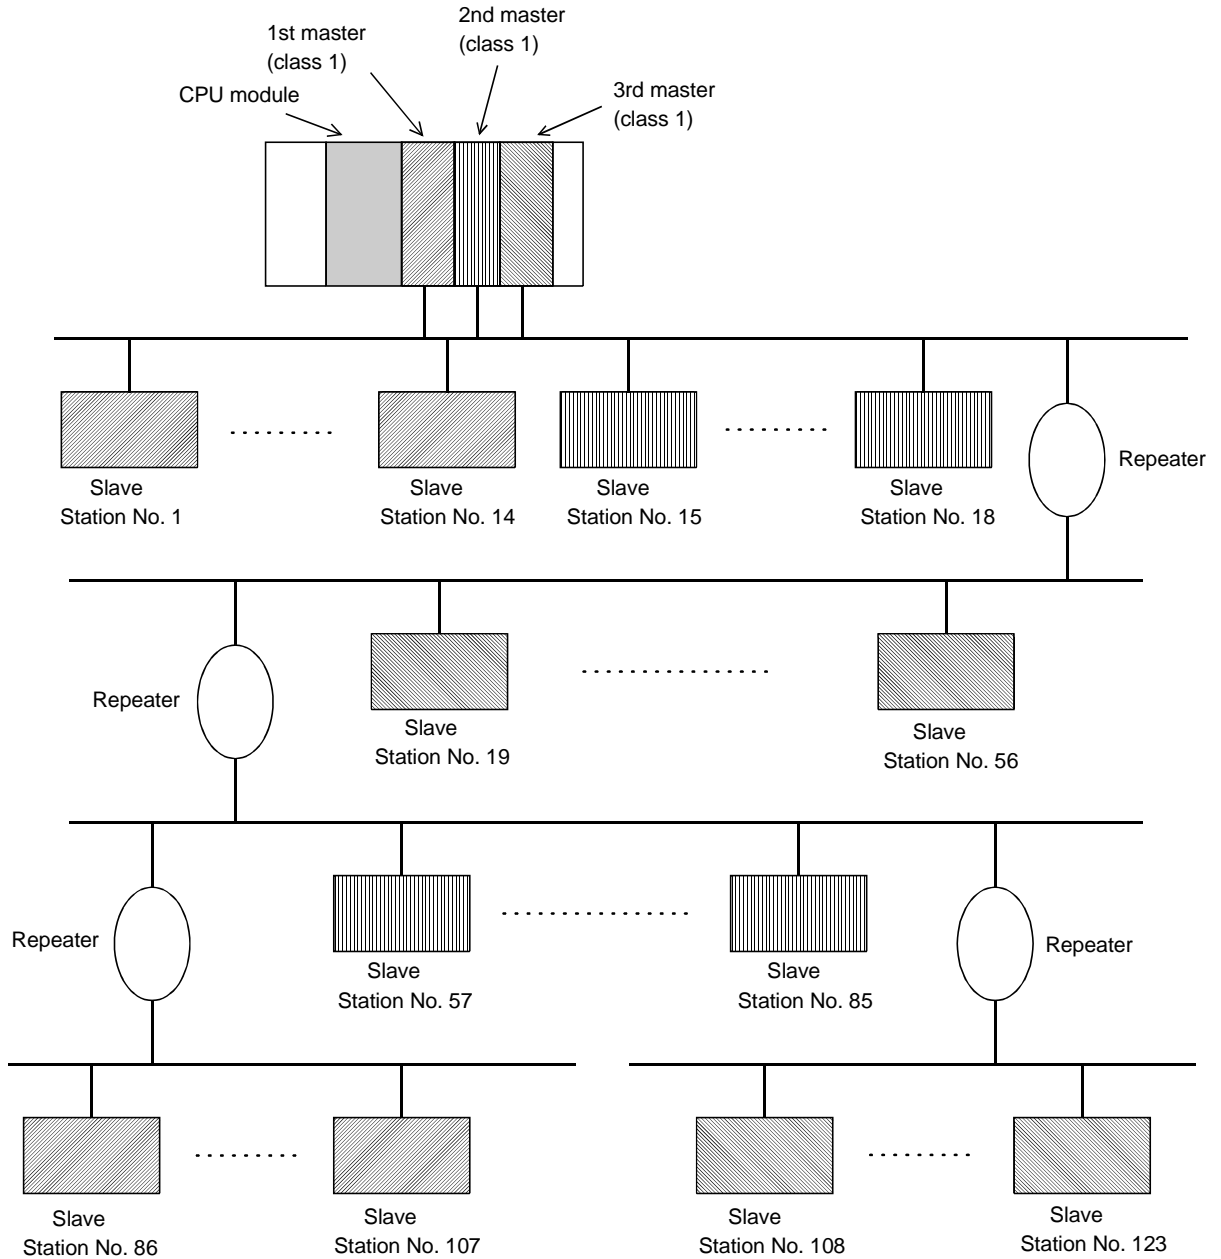 2nd master
(class 1)
1st master
(class 1)
3rd master
(class 1)
CPU module
Repeater
Slave
Station No. 1
Slave
Station No. 14
Slave
Station No. 15
Slave
Station No. 18
Repeater
Slave
Station No. 19
Slave
Station No. 56
Repeater
Slave
Station No. 57
Slave
Station No. 85
Repeater
Slave
Station No. 86
Slave
Station No. 107
Slave
Station No. 108
Slave
Station No. 123